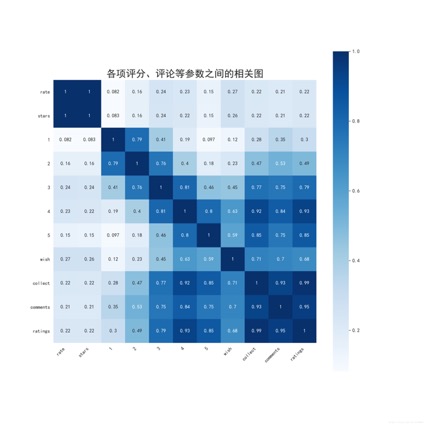 各项评分、评论等参数之间的相关图
rate 1 1 0.082 0.16 0.24 0.23 0.15 0.27 0.22 0.21 0.22
stars 1 1 0.083 0.16 0.24 0.22 0.15 0.26 0.22 0.21 0.22
1 0.082 0.083 1 0.79 0.41 0.19 0.097 0.12 0.28 0.35 0.3
2 0.16 0.16 0.79 1 0.76 0.4 0.18 0.23 0.47 0.53 0.49
3 0.24 0.24 0.41 0.76 1 0.81 0.46 0.45 0.77 0.75 0.79
4 0.23 0.22 0.19 0.4 0.81 1 0.8 0.63 0.92 0.84 0.93
5 0.15 0.15 0.097 0.18 0.46 0.8 1 0.59 0.85 0.75 0.85
wish 0.27 0.26 0.12 0.23 0.45 0.63 0.59 1 0.71 0.7 0.68
collect 0.22 0.22 0.28 0.47 0.77 0.92 0.85 0.71 1 0.93 0.99
comments 0.21 0.21 0.35 0.53 0.75 0.84 0.75 0.7 0.93 1 0.95
ratings 0.22 0.22 0.3 0.49 0.79 0.93 0.85 0.68 0.99 0.95 1
rate stars 1 2 3 4 5 wish collect comments ratings
1.0
0.8
0.6
0.4
0.2